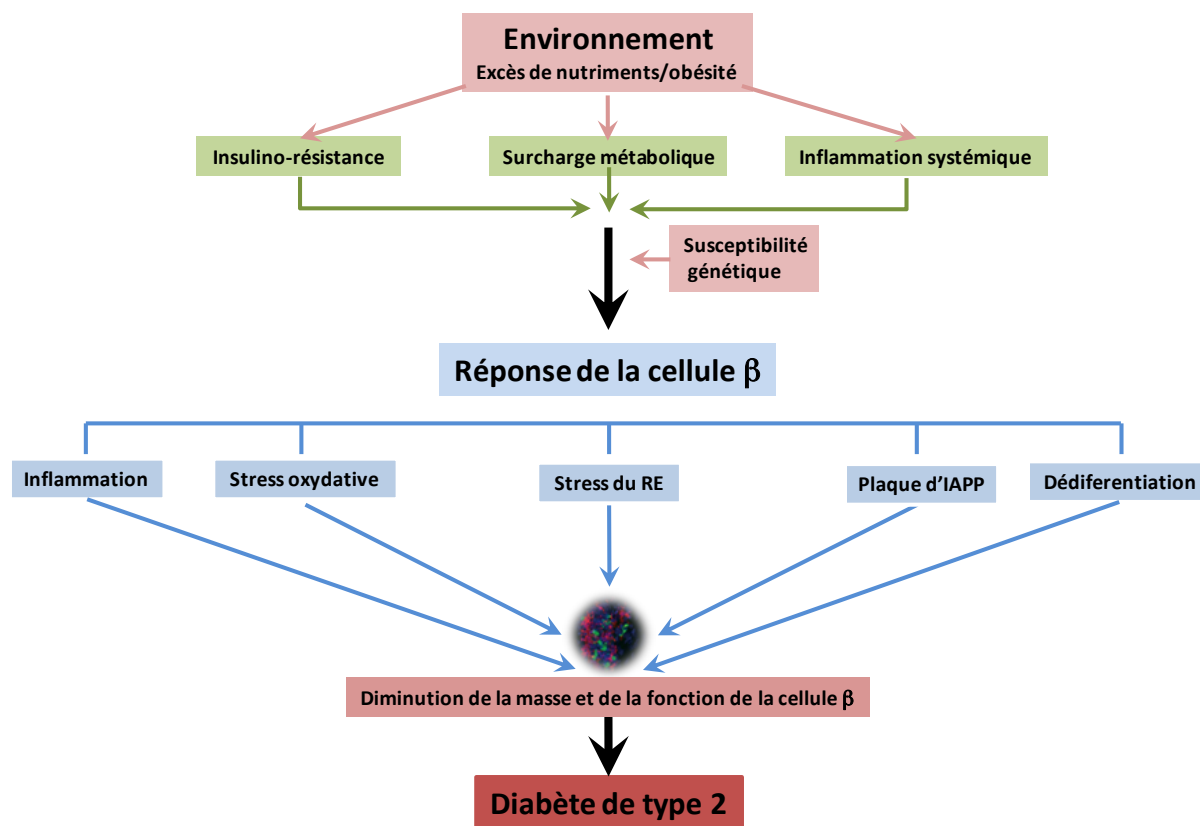 Environnement
Excès de nutriments/obésité
Insulino-résistance
Surcharge métabolique
Inflammation systémique
Susceptibilité
génétique
Réponse de la cellule β
Inflammation
Stress oxydative
Stress du RE
Plaque d'IAPP
Dédiferentiation
Diminution de la masse et de la fonction de la cellule β
Diabète de type 2